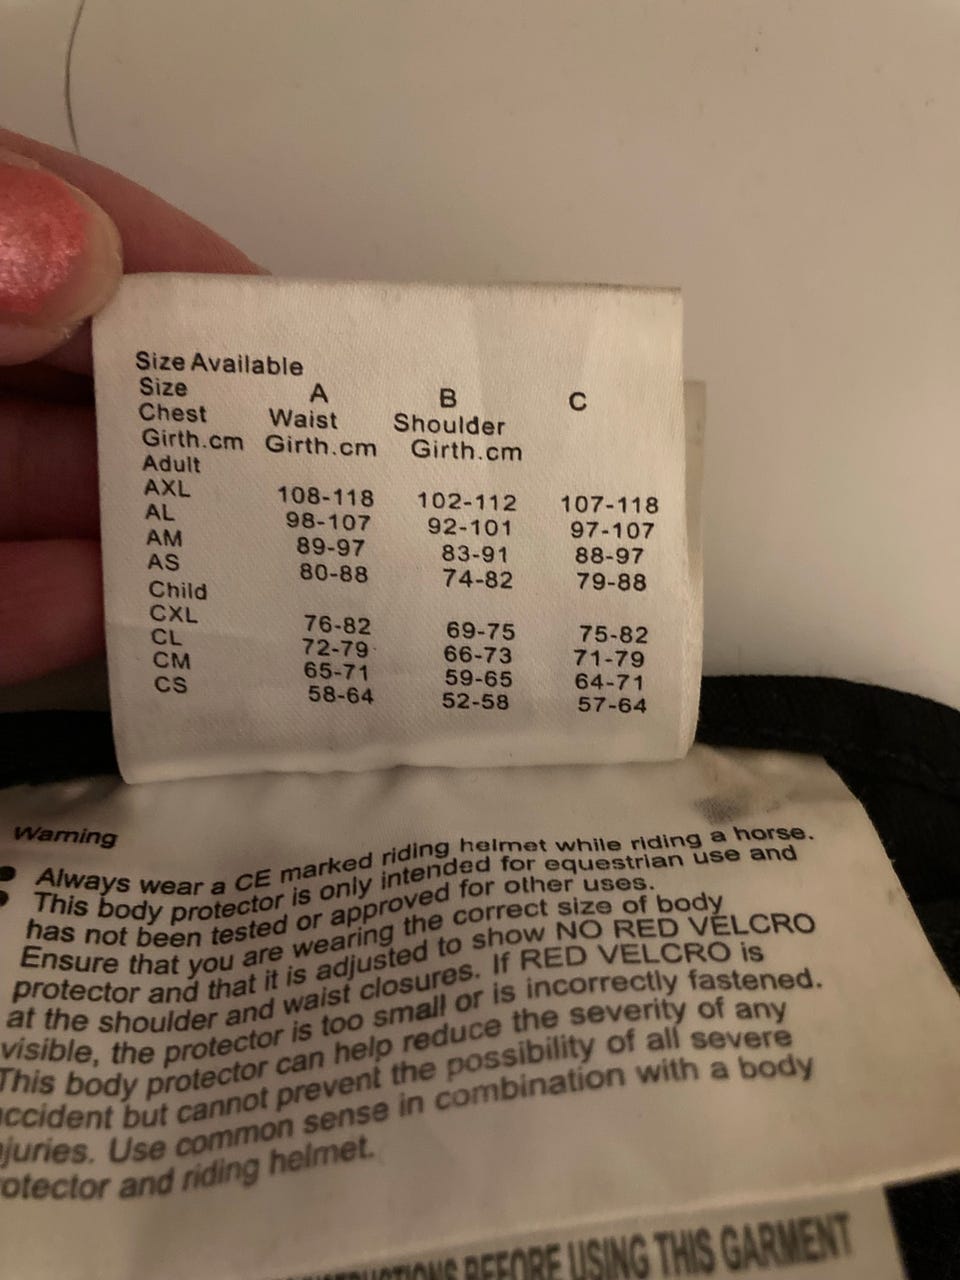 Size Available
Size A B C
Chest Waist Shoulder
Girth.cm Girth.cm Girth.cm
Adult
AXL 108-118 102-112 107-118
AL 98-107 92-101 97-107
AM 89-97 83-91 88-97
AS 80-88 74-82 79-88
Child
CXL 76-82 69-75 75-82
CL 72-79 66-73 71-79
CM 65-71 59-65 64-71
CS 58-64 52-58 57-64
Warning
● Always wear a CE marked riding helmet while riding a horse.
● This body protector is only intended for equestrian use and
has not been tested or approved for other uses.
Ensure that you are wearing the correct size of body
protector and that it is adjusted to show NO RED VELCRO
at the shoulder and waist closures. If RED VELCRO is
visible, the protector is too small or is incorrectly fastened.
This body protector can help reduce the severity of any
ccident but cannot prevent the possibility of all severe
juries. Use common sense in combination with a body
otector and riding helmet.
BEFORE USING THIS GARMENT